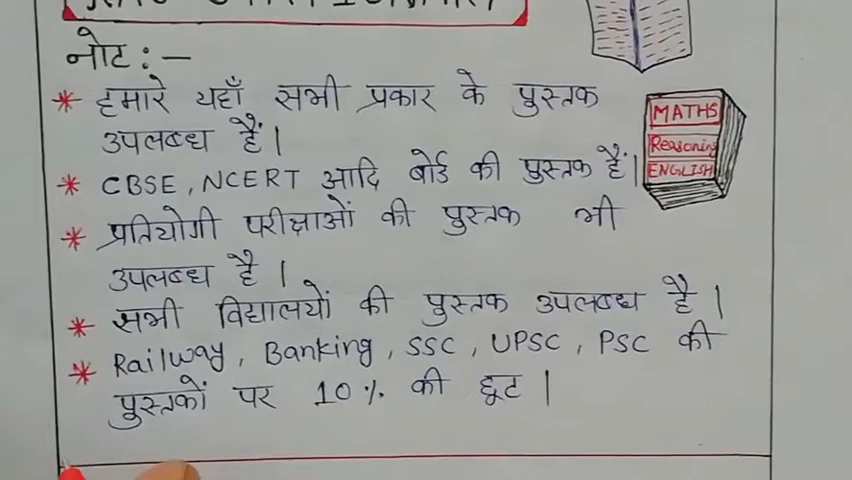 नोट : —
* हमारे यहाँ सभी प्रकार के पुस्तक
उपलब्ध हैं।
* CBSE, NCERT आदि बोर्ड की पुस्तक हैं।
* प्रतियोगी परीक्षाओं की पुस्तक भी
उपलब्ध है।
* सभी विद्यालयों की पुस्तक उपलब्ध है।
* Railway, Banking, SSC, UPSC, PSC की
पुस्तकों पर 10% की छूट।
MATHS
Reasoning
ENGLISH